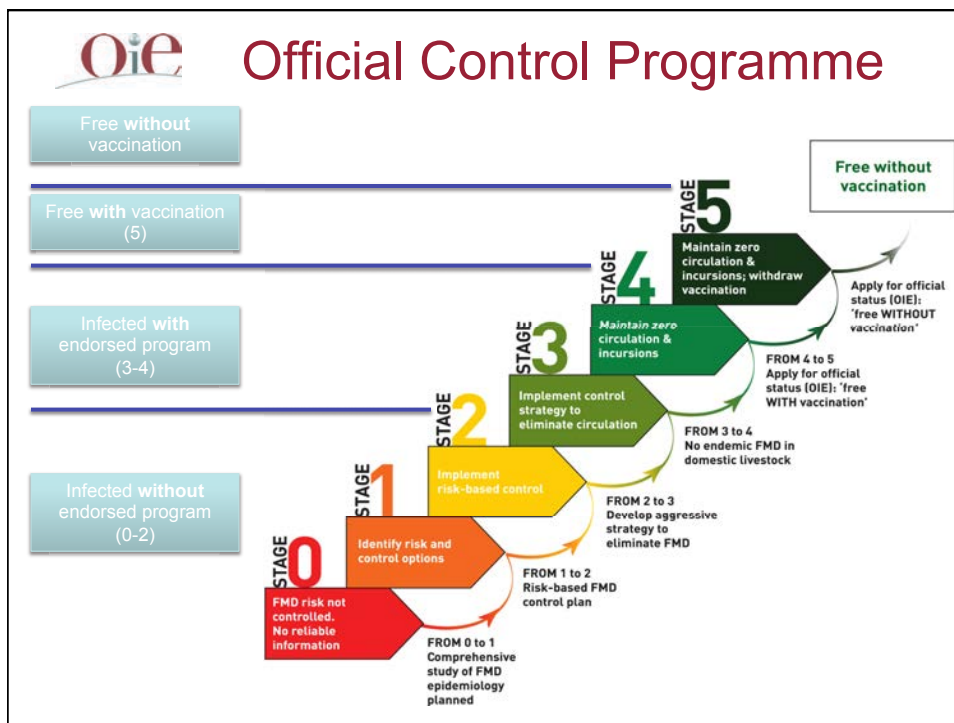 OiE
Official Control Programme
Free without
vaccination
Free with vaccination
(5)
Infected with
endorsed program
(3-4)
Infected without
endorsed program
(0-2)
Free without
vaccination
STAGE
5
Maintain zero
circulation &
incursions; withdraw
vaccination
Apply for official
status (OIE):
‘free WITHOUT
vaccination’
STAGE
4
Maintain zero
circulation &
incursions
FROM 4 to 5
Apply for official
status (OIE): ‘free
WITH vaccination’
STAGE
3
Implement control
strategy to
eliminate circulation
FROM 3 to 4
No endemic FMD in
domestic livestock
STAGE
2
Implement
risk-based control
FROM 2 to 3
Develop aggressive
strategy to
eliminate FMD
STAGE
1
Identify risk and
control options
FROM 1 to 2
Risk-based FMD
control plan
STAGE
0
FMD risk not
controlled.
No reliable
information
FROM 0 to 1
Comprehensive
study of FMD
epidemiology
planned